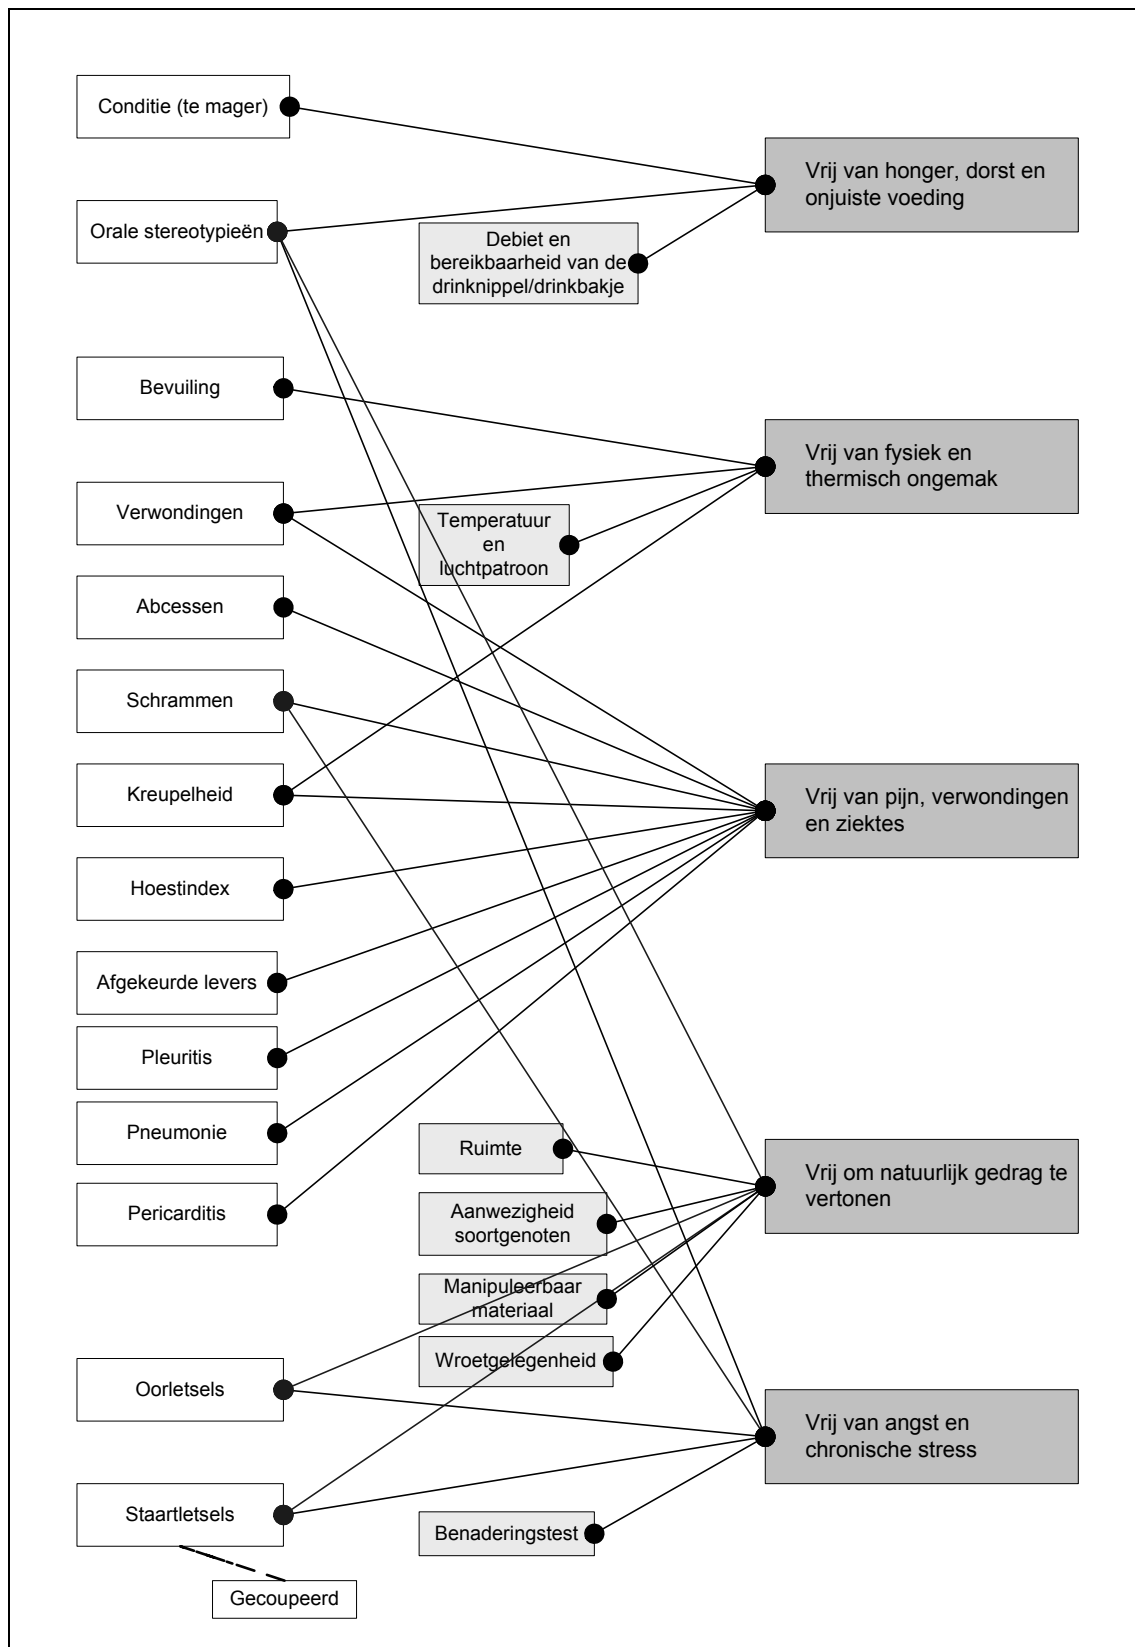 Conditie (te mager)
Vrij van honger, dorst en
onjuiste voeding
Orale stereotypieën
Debiet en
bereikbaarheid van de
drinknippel/drinkbakje
Bevuiling
Vrij van fysiek en
thermisch ongemak
Verwondingen
Temperatuur
en
luchtpatroon
Abcessen
Schrammen
Kreupelheid
Vrij van pijn, verwondingen
en ziektes
Hoestindex
Afgekeurde levers
Pleuritis
Pneumonie
Ruimte
Vrij om natuurlijk gedrag te
vertonen
Pericarditis
Aanwezigheid
soortgenoten
Manipuleerbaar
materiaal
Wroetgelegenheid
Oorletsels
Vrij van angst en
chronische stress
Staartletsels
Benaderingstest
Gecoupeerd